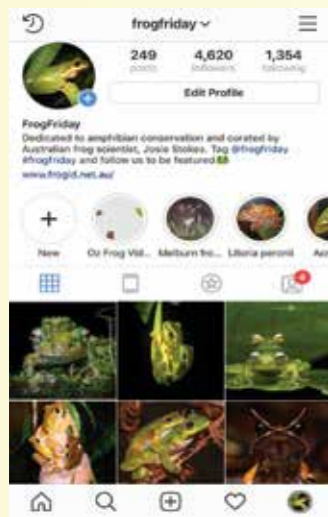 frogfriday
249 4,620 1,354
posts followers following
Edit Profile
FrogFriday
Dedicated to amphibian conservation and curated by
Australian frog scientist, Josie Stokes. Tag @frogfriday
#frogfriday and follow us to be featured
www.frogid.net.au/
New Oz Frog Vid... Melburn fro... Litoria peronii
4